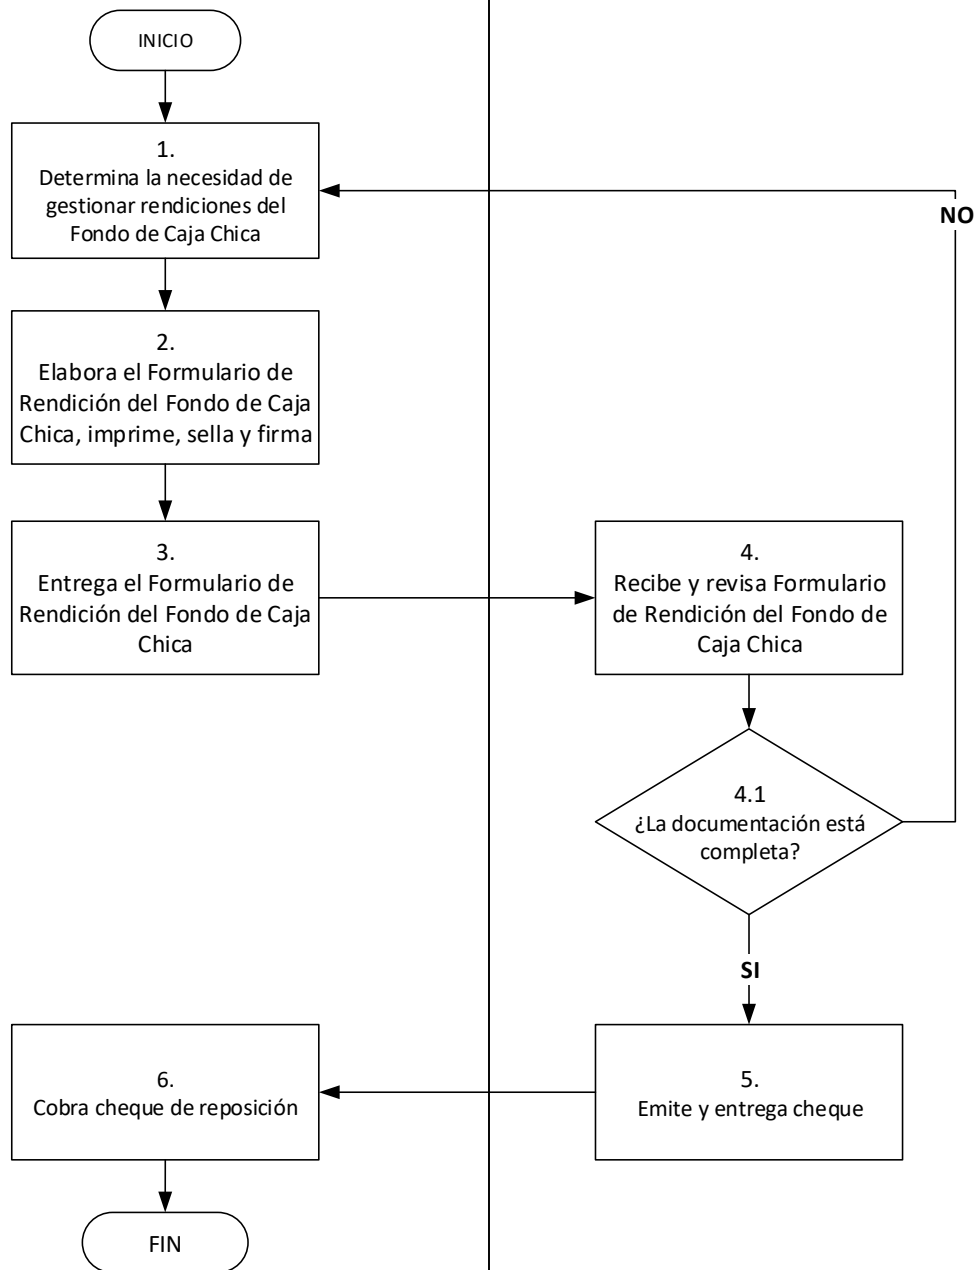 INICIO
1.
Determina la necesidad de
gestionar rendiciones del
Fondo de Caja Chica
NO
2.
Elabora el Formulario de
Rendición del Fondo de Caja
Chica, imprime, sella y firma
3.
Entrega el Formulario de
Rendición del Fondo de Caja
Chica
4.
Recibe y revisa Formulario
de Rendición del Fondo de
Caja Chica
4.1
¿La documentación está
completa?
SI
5.
Emite y entrega cheque
6.
Cobra cheque de reposición
FIN